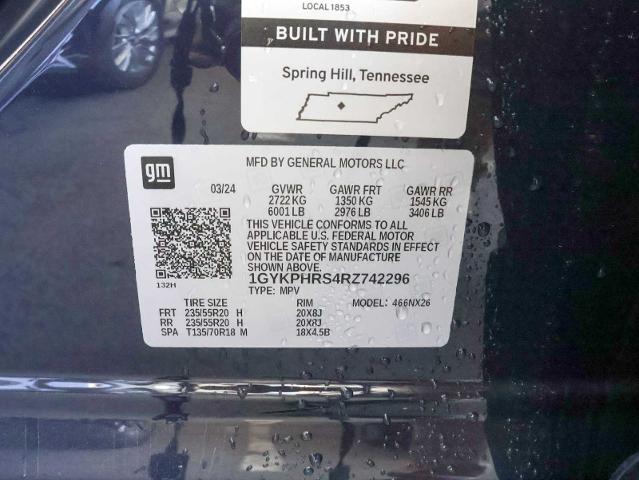 LOCAL 1853
BUILT WITH PRIDE
Spring Hill, Tennessee
gm
MFD BY GENERAL MOTORS LLC
03/24 GVWR GAWR FRT GAWR RR
2722 KG 1350 KG 1545 KG
6001 LB 2976 LB 3406 LB
THIS VEHICLE CONFORMS TO ALL
APPLICABLE U.S. FEDERAL MOTOR
VEHICLE SAFETY STANDARDS IN EFFECT
ON THE DATE OF MANUFACTURE
SHOWN ABOVE.
132H
1GYKPHRS4RZ742296
TYPE: MPV
TIRE SIZE RIM MODEL: 466NX26
FRT 235/55R20 H 20X8J
RR 235/55R20 H 20X8J
SPA T135/70R18 M 18X4.5B